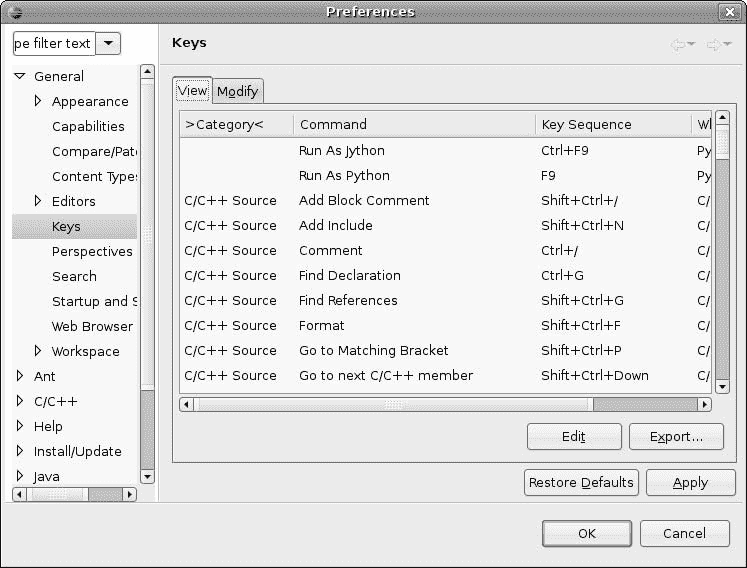 Preferences
pe filter text
General
Appearance
Capabilities
Compare/Pat
Content Types
Editors
Keys
Perspectives
Search
Startup and S
Web Browser
Workspace
Ant
C/C++
Help
Install/Update
Java
Keys
View Modify
>Category< Command Key Sequence Wl
Run As Jython Ctrl+F9 Py
Run As Python F9 Py
C/C++ Source Add Block Comment Shift+Ctrl+/ C/
C/C++ Source Add Include Shift+Ctrl+N C/
C/C++ Source Comment Ctrl+/ C/
C/C++ Source Find Declaration Ctrl+G C/
C/C++ Source Find References Shift+Ctrl+G C/
C/C++ Source Format Shift+Ctrl+F C/
C/C++ Source Go to Matching Bracket Shift+Ctrl+P C/
C/C++ Source Go to next C/C++ member Shift+Ctrl+Down C/
Edit Export...
Restore Defaults Apply
OK Cancel